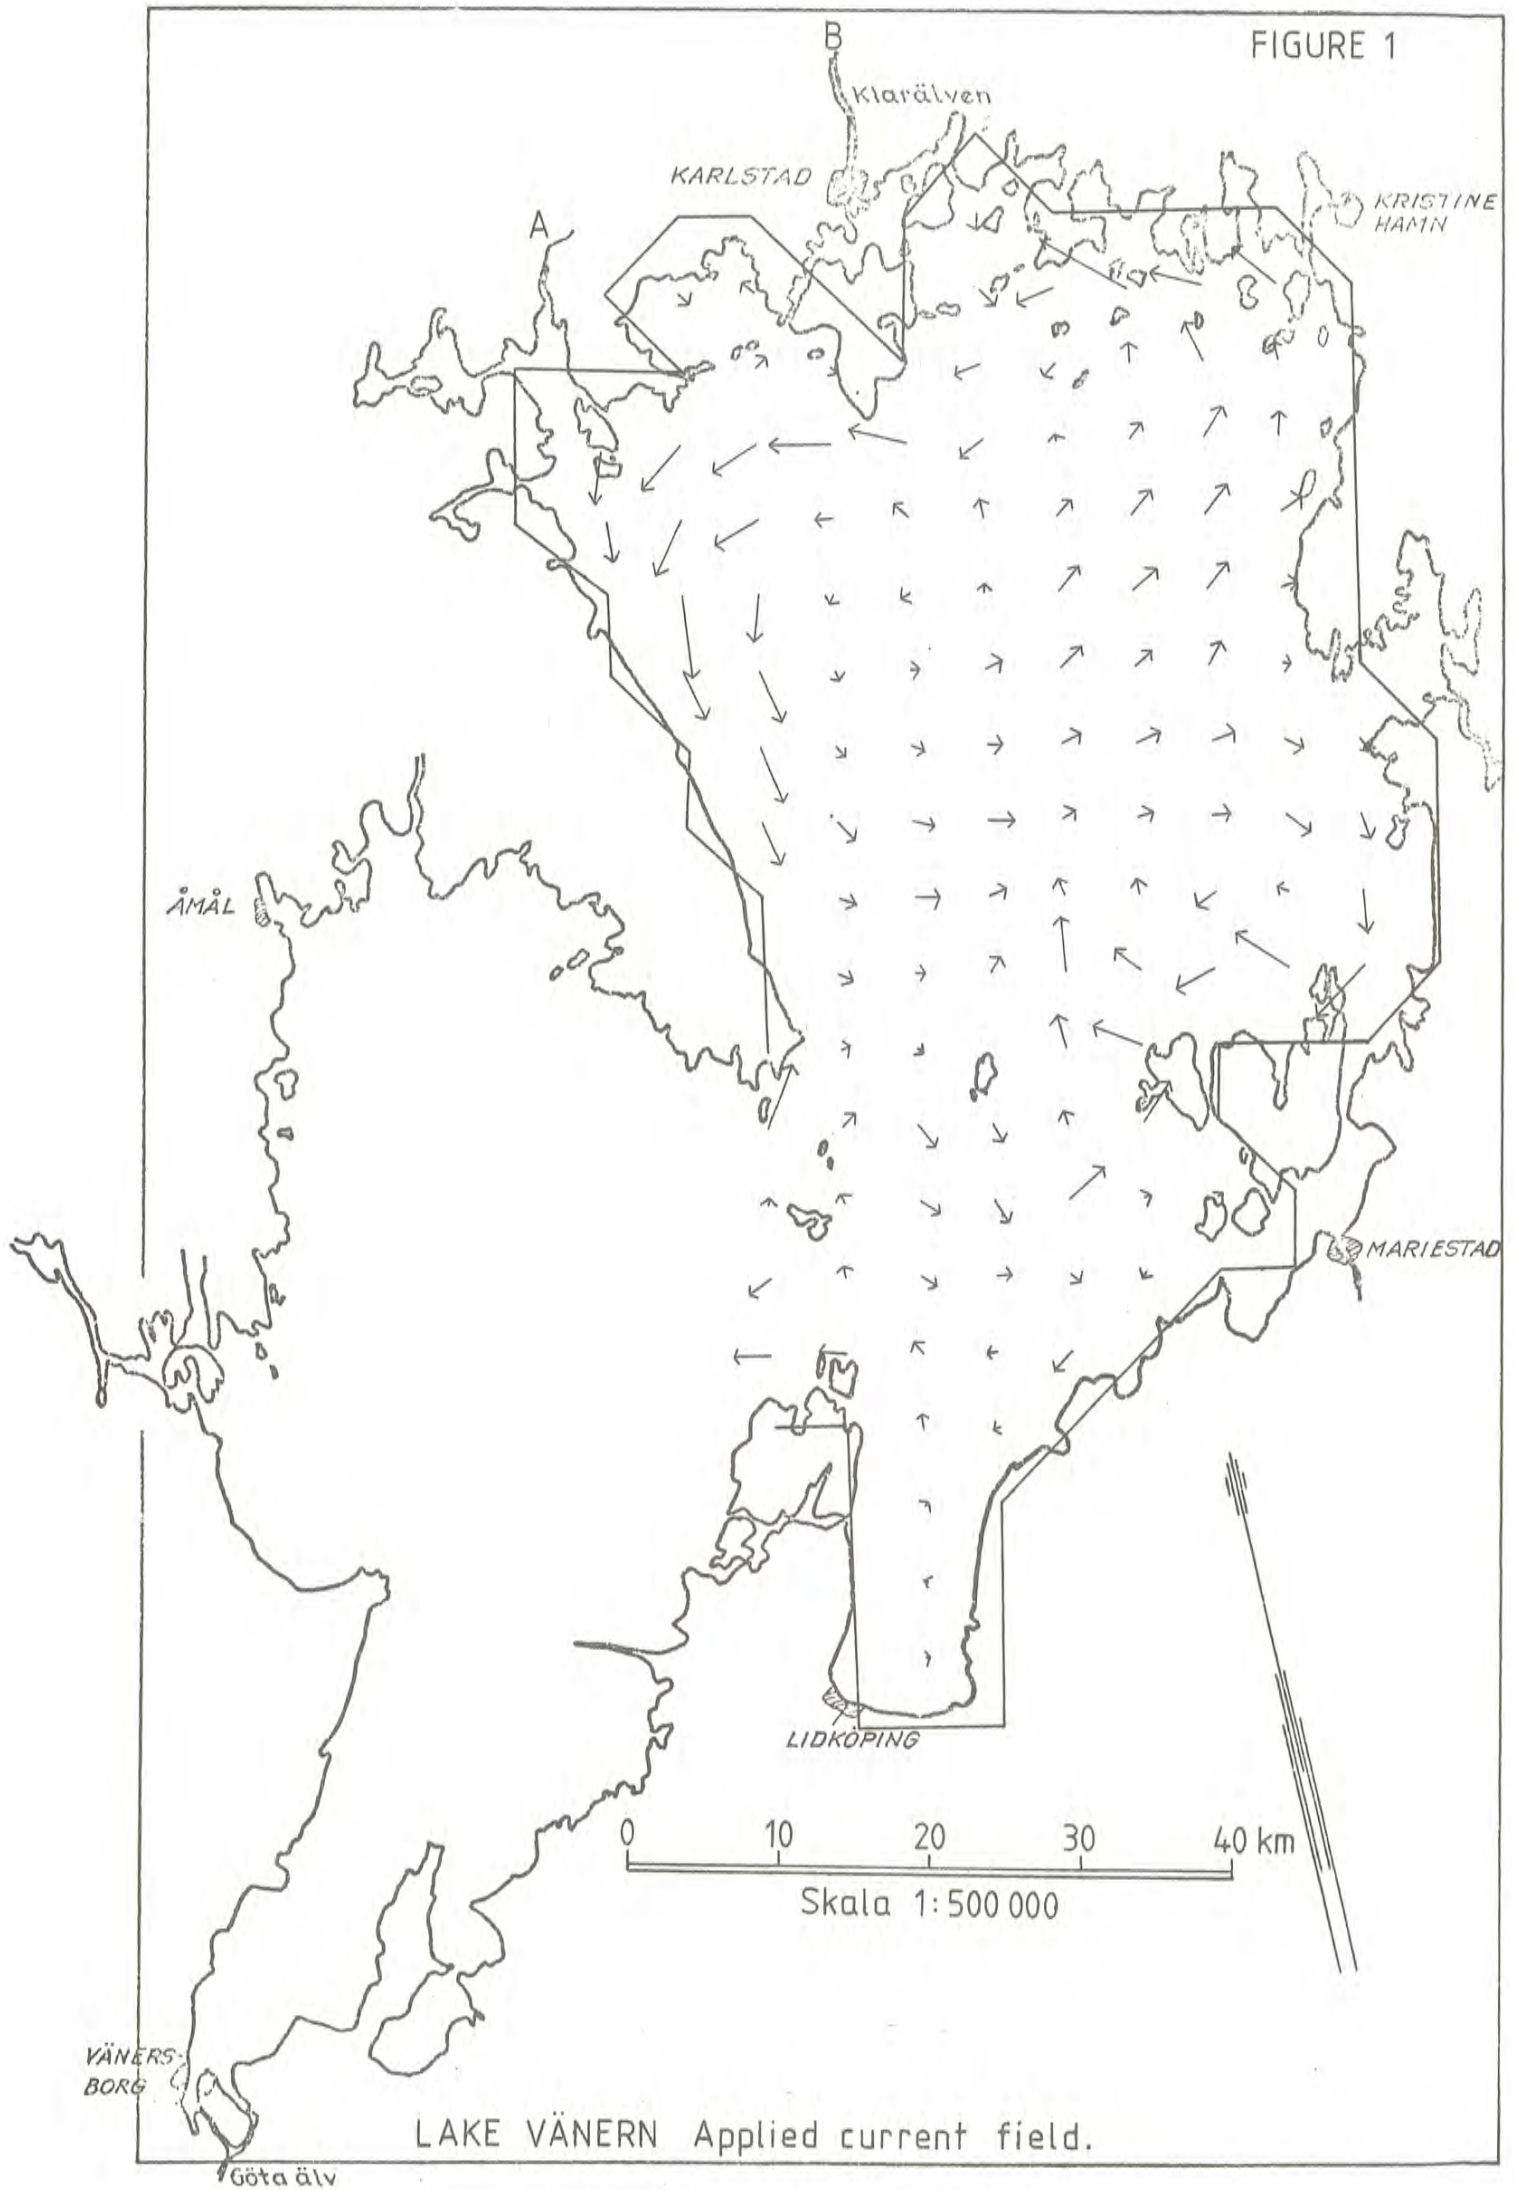 FIGURE 1
B
Klarälven
KARLSTAD
KRISTINE
HAMN
A
ÅMÅL
MARIESTAD
LIDKÖPING
0 10 20 30 40 km
Skala 1:500 000
VÄNERS-
BORG
LAKE VÄNERN Applied current field.
Göta älv